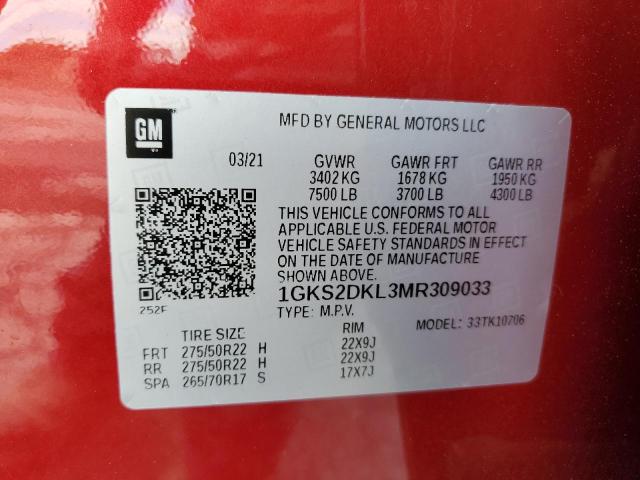 GM
MFD BY GENERAL MOTORS LLC
03/21 GVWR GAWR FRT GAWR RR
3402 KG 1678 KG 1950 KG
7500 LB 3700 LB 4300 LB
THIS VEHICLE CONFORMS TO ALL
APPLICABLE U.S. FEDERAL MOTOR
VEHICLE SAFETY STANDARDS IN EFFECT
ON THE DATE OF MANUFACTURE
SHOWN ABOVE.
252F
1GKS2DKL3MR309033
TYPE: M.P.V. MODEL: 33TK10706
TIRE SIZE RIM
FRT 275/50R22 H 22X9J
RR 275/50R22 H 22X9J
SPA 265/70R17 S 17X7J